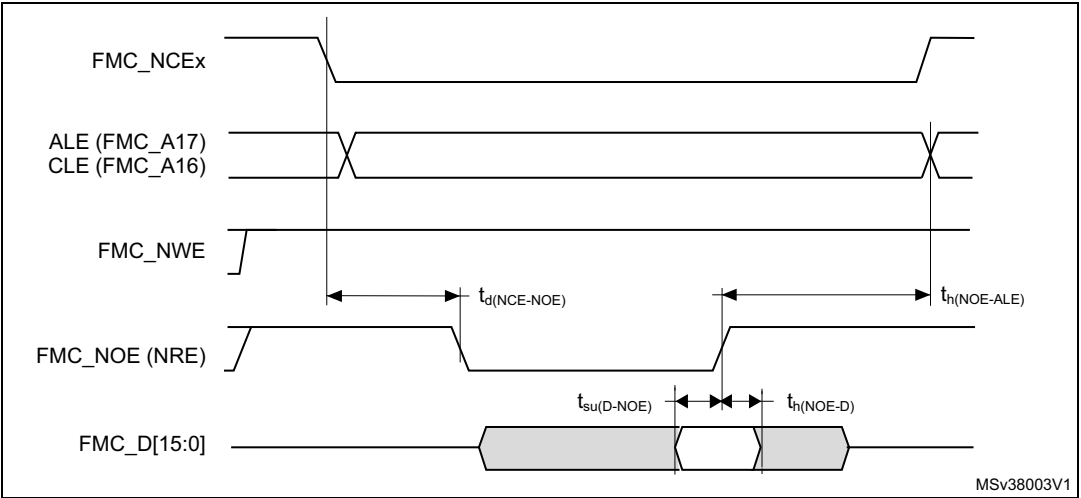 FMC_NCEx
ALE (FMC_A17)
CLE (FMC_A16)
FMC_NWE
td(NCE-NOE)
th(NOE-ALE)
FMC_NOE (NRE)
tsu(D-NOE)
th(NOE-D)
FMC_D[15:0]
MSv38003V1